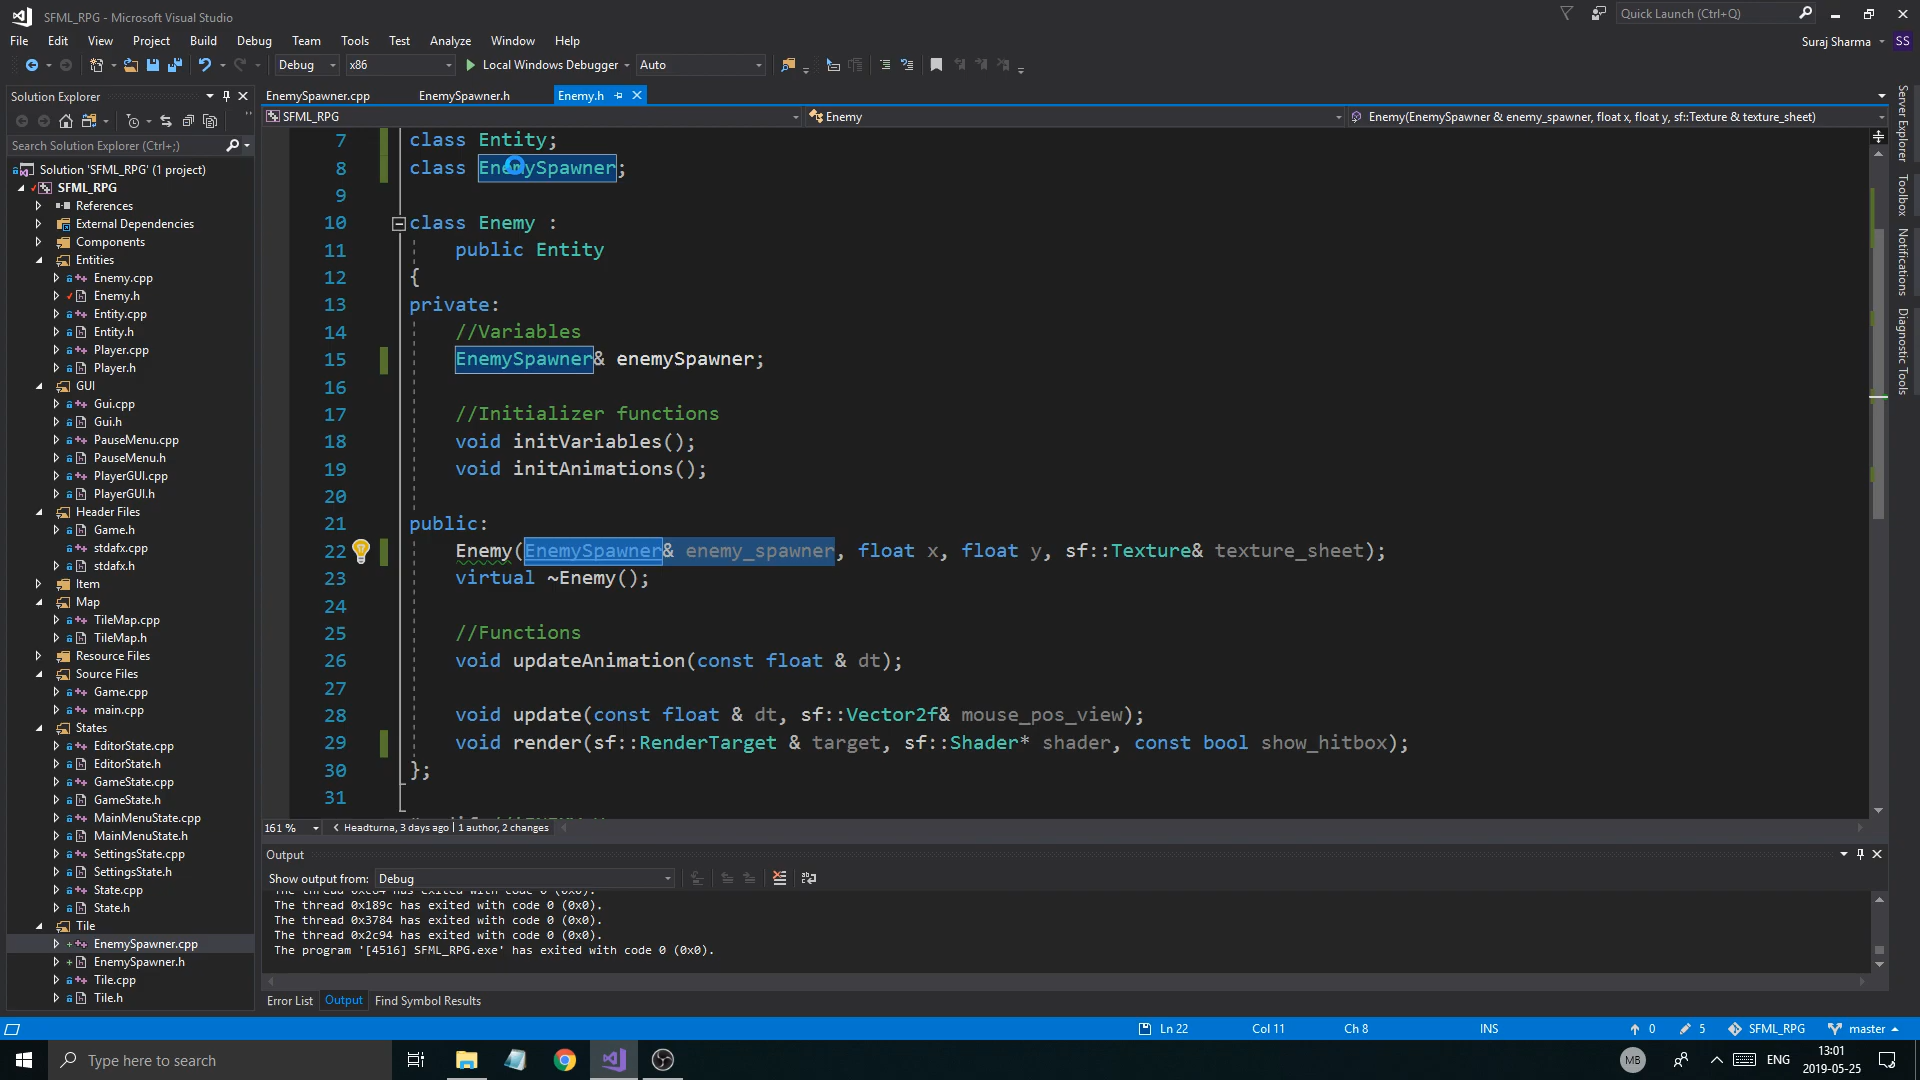 SFML_RPG - Microsoft Visual Studio
Quick Launch (Ctrl+Q)
File Edit View Project Build Debug Team Tools Test Analyze Window Help
Suraj Sharma SS
Debug x86 Local Windows Debugger Auto
Solution Explorer
Search Solution Explorer (Ctrl+;)
Solution 'SFML_RPG' (1 project)
SFML_RPG
References
External Dependencies
Components
Entities
Enemy.cpp
Enemy.h
Entity.cpp
Entity.h
Player.cpp
Player.h
GUI
Gui.cpp
Gui.h
PauseMenu.cpp
PauseMenu.h
PlayerGUI.cpp
PlayerGUI.h
Header Files
Game.h
stdafx.cpp
stdafx.h
Item
Map
TileMap.cpp
TileMap.h
Resource Files
Source Files
Game.cpp
main.cpp
States
EditorState.cpp
EditorState.h
GameState.cpp
GameState.h
MainMenuState.cpp
MainMenuState.h
SettingsState.cpp
SettingsState.h
State.cpp
State.h
Tile
EnemySpawner.cpp
EnemySpawner.h
Tile.cpp
Tile.h
EnemySpawner.cpp EnemySpawner.h Enemy.h
SFML_RPG Enemy Enemy(EnemySpawner & enemy_spawner, float x, float y, sf::Texture & texture_sheet)
7 class Entity;
8 class EnemySpawner;
9
10 class Enemy :
11 public Entity
12 {
13 private:
14 //Variables
15 EnemySpawner& enemySpawner;
16
17 //Initializer functions
18 void initVariables();
19 void initAnimations();
20
21 public:
22 Enemy(EnemySpawner& enemy_spawner, float x, float y, sf::Texture& texture_sheet);
23 virtual ~Enemy();
24
25 //Functions
26 void updateAnimation(const float & dt);
27
28 void update(const float & dt, sf::Vector2f& mouse_pos_view);
29 void render(sf::RenderTarget & target, sf::Shader* shader, const bool show_hitbox);
30 };
31
161 % Headturna, 3 days ago | 1 author, 2 changes
Output
Show output from: Debug
The thread 0x189c has exited with code 0 (0x0).
The thread 0x3784 has exited with code 0 (0x0).
The thread 0x2c94 has exited with code 0 (0x0).
The program '[4516] SFML_RPG.exe' has exited with code 0 (0x0).
Error List Output Find Symbol Results
Server Explorer
Toolbox
Notifications
Diagnostic Tools
Ln 22 Col 11 Ch 8 INS 0 5 SFML_RPG master
Type here to search
MB ENG 13:01
2019-05-25